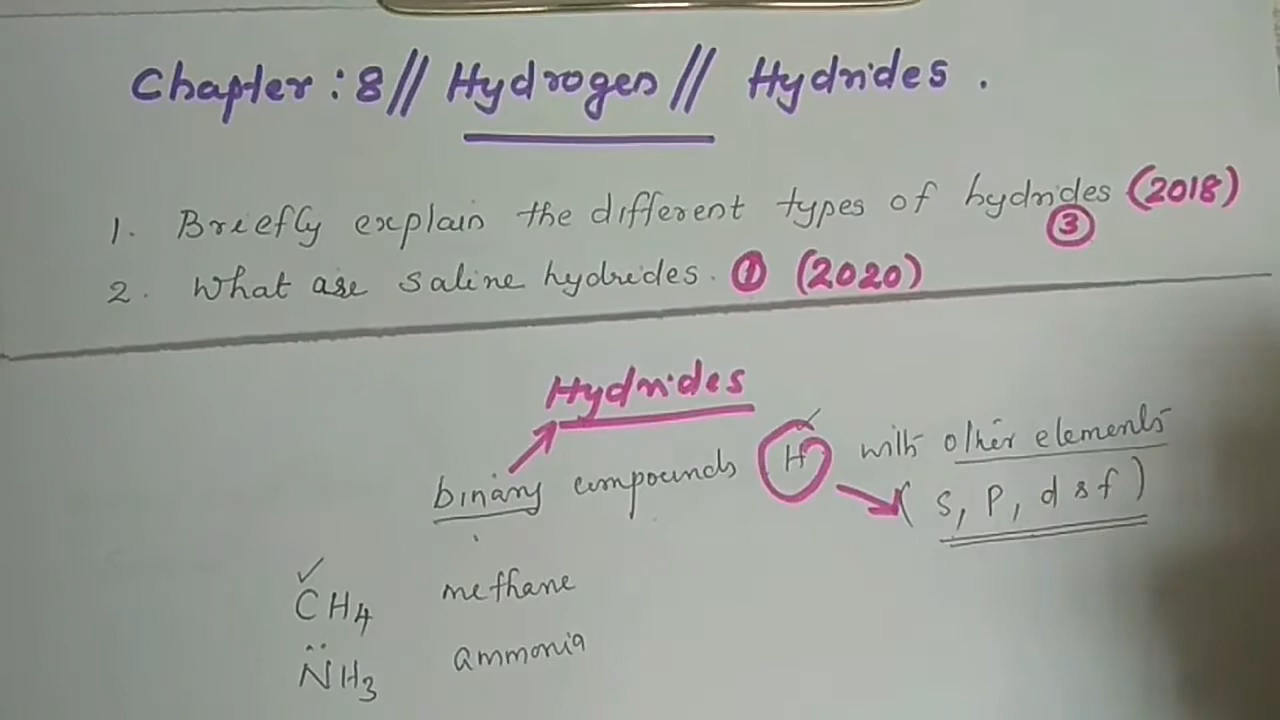 Chapter : 8 // Hydrogen // Hydrides .
1. Briefly explain the different types of hydrides (2018)
③
2. What are saline hydrides. ① (2020)
Hydrides
binary compounds H with other elements
( s, p, d & f )
CH4 methane
NH3 ammonia